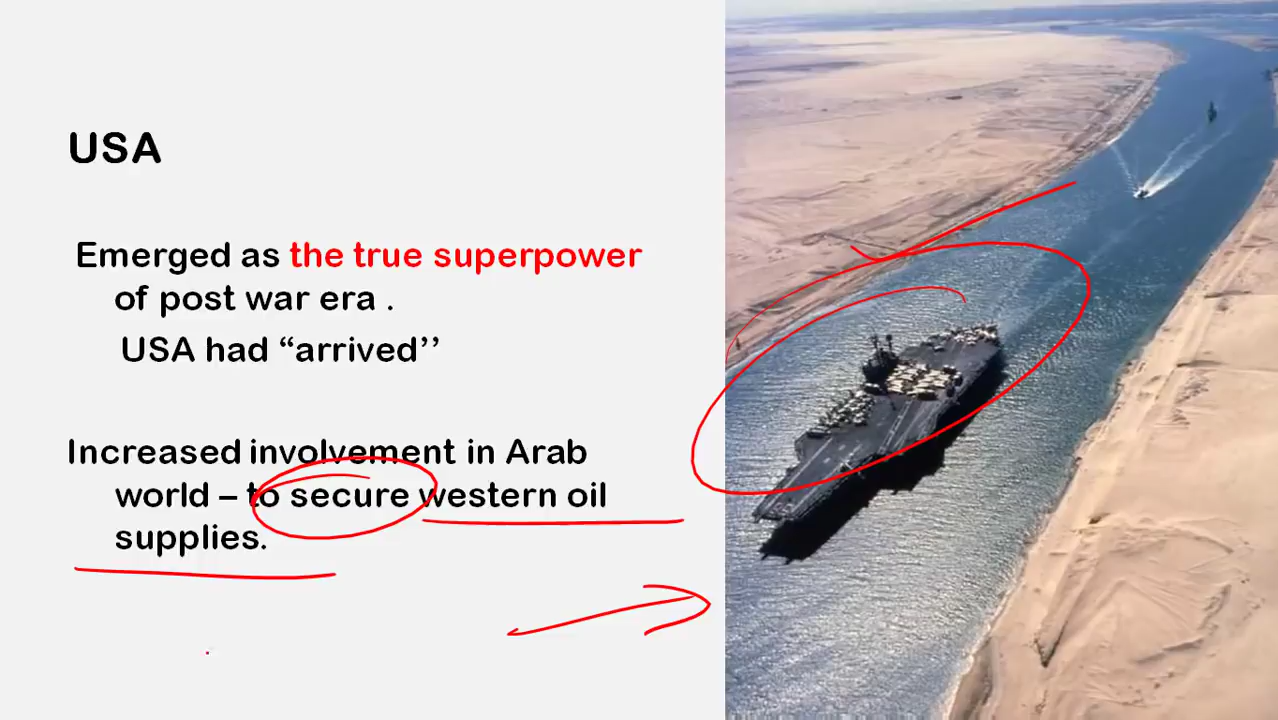 USA
Emerged as the true superpower
of post war era .
USA had “arrived’’
Increased involvement in Arab
world – to secure western oil
supplies.